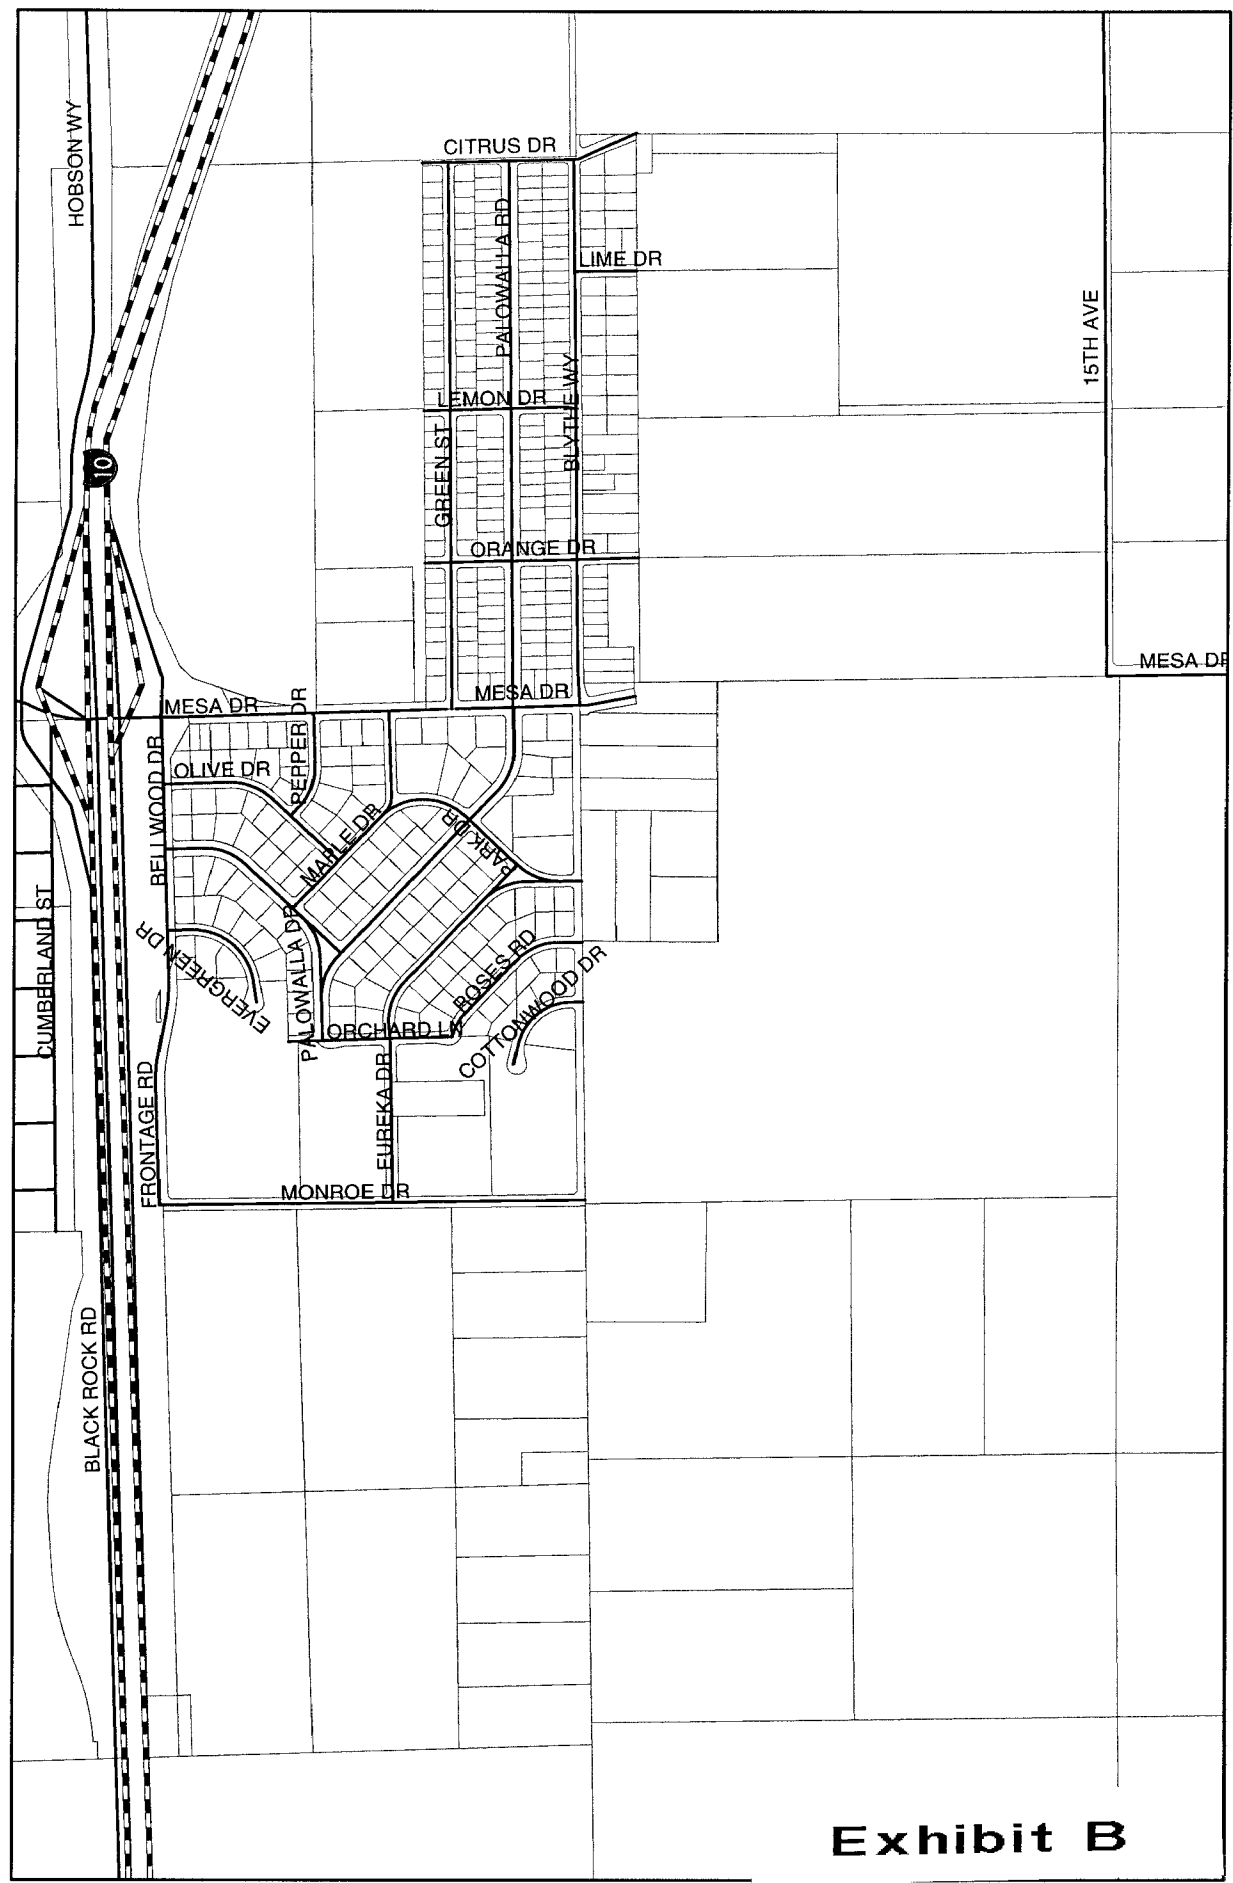 HOBSON WY
CITRUS DR
PALOWALLA RD
LIME DR
15TH AVE
BLYTHE WY
LEMON DR
GREEN ST
10
ORANGE DR
MESA DR
MESA DR
MESA DR
PEPPER DR
OLIVE DR
BELLWOOD DR
MAPLE DR
PARK DR
CUMBERLAND ST
EVERGREEN DR
PALOWALLA DR
ROSES RD
COTTONWOOD DR
ORCHARD LN
EUREKA DR
FRONTAGE RD
MONROE DR
BLACK ROCK RD
Exhibit B